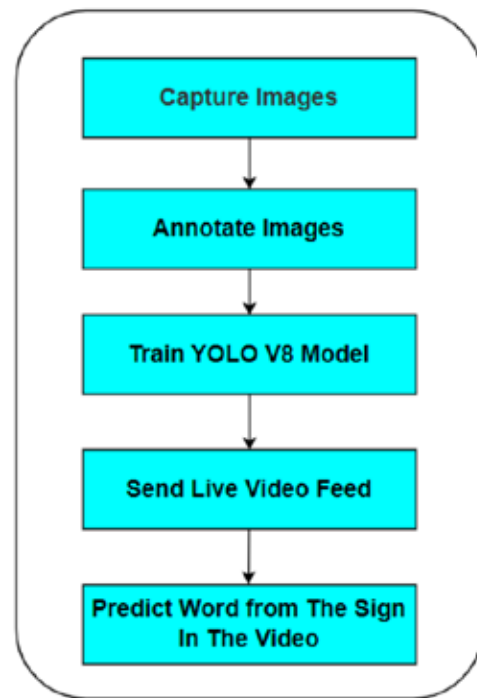 Capture Images
Annotate Images
Train YOLO V8 Model
Send Live Video Feed
Predict Word from The Sign
In The Video